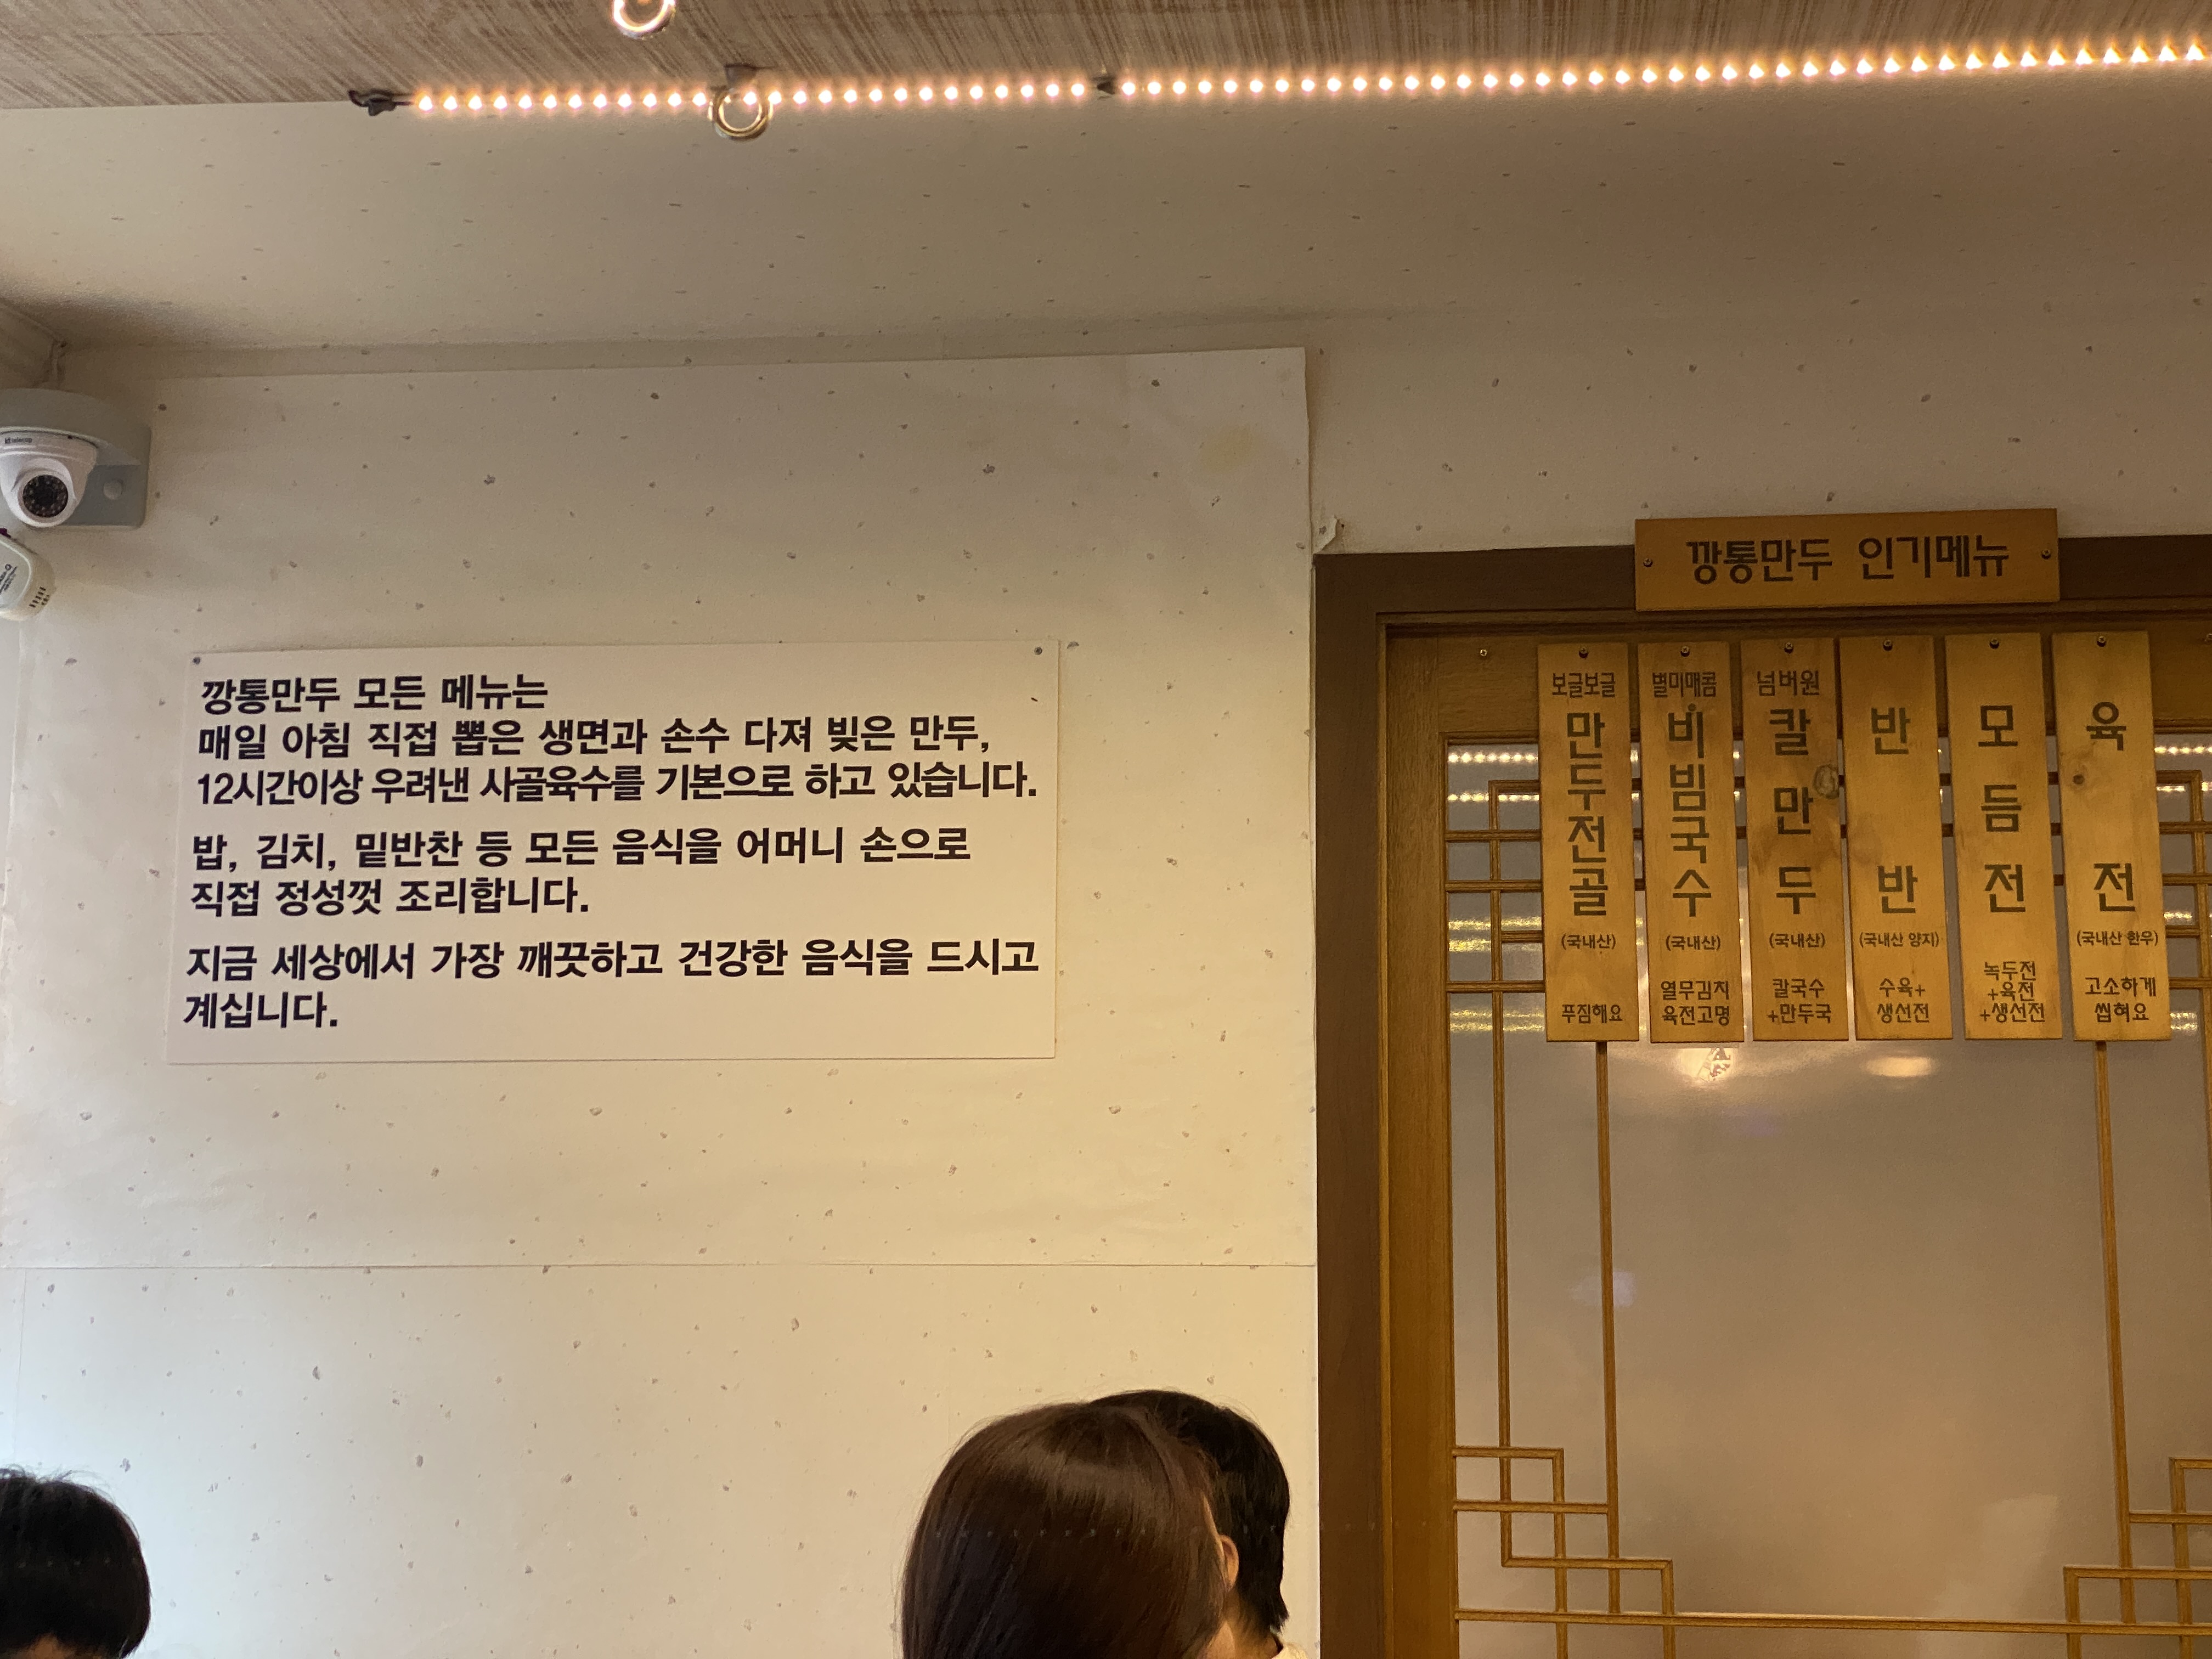 깡통만두 모든 메뉴는
매일 아침 직접 뽑은 생면과 손수 다져 빚은 만두,
12시간이상 우려낸 사골육수를 기본으로 하고 있습니다.
밥, 김치, 밑반찬 등 모든 음식을 어머니 손으로
직접 정성껏 조리합니다.
지금 세상에서 가장 깨끗하고 건강한 음식을 드시고
계십니다.
깡통만두 인기메뉴
보글보글
만두전골
(국내산)
푸짐해요
별미매콤
비빔국수
(국내산)
열무김치
육전고명
넘버원
칼만두
(국내산)
칼국수
+만두국
반반
(국내산 양지)
수육+
생선전
모듬전
녹두전
+육전
+생선전
육전
(국내산 한우)
고소하게
씹혀요